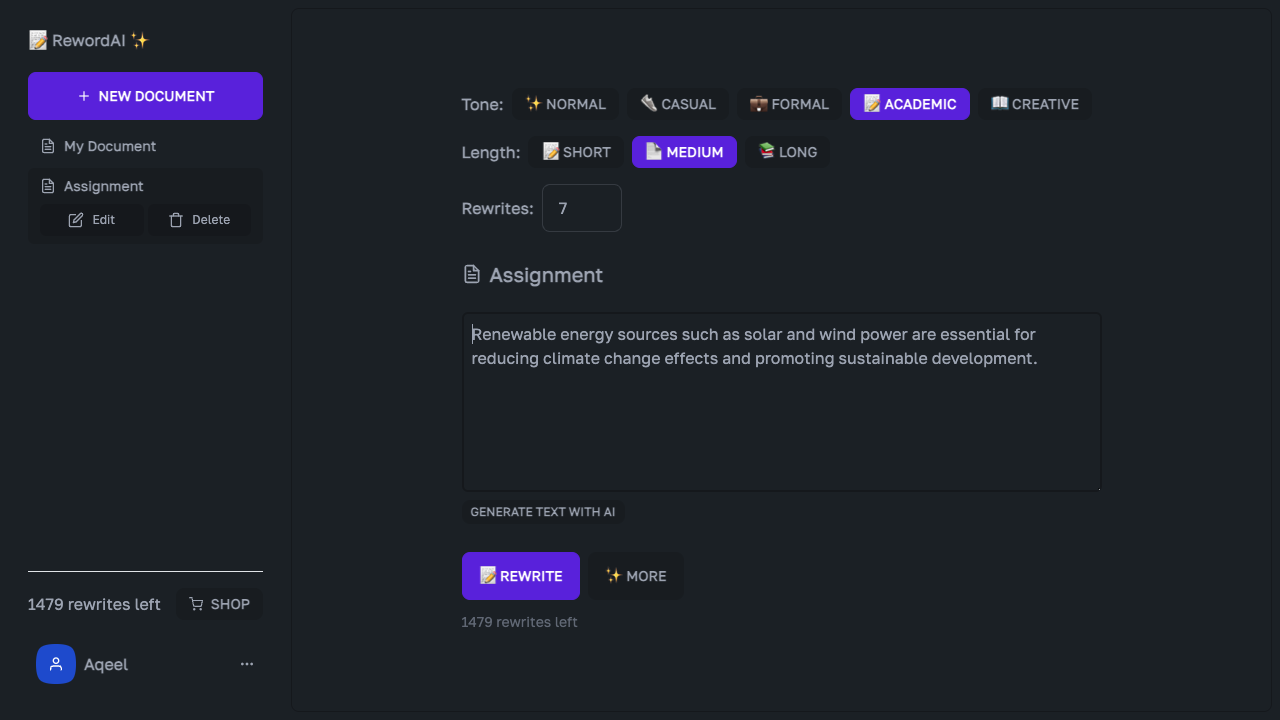 📝 RewordAI ✨
+ NEW DOCUMENT
My Document
Assignment
Edit Delete
1479 rewrites left SHOP
Aqeel ...
Tone: ✨ NORMAL CASUAL 💼 FORMAL 📝 ACADEMIC 📖 CREATIVE
Length: 📝 SHORT 📄 MEDIUM 📚 LONG
Rewrites: 7
Assignment
Renewable energy sources such as solar and wind power are essential for
reducing climate change effects and promoting sustainable development.
GENERATE TEXT WITH AI
📝 REWRITE ✨ MORE
1479 rewrites left